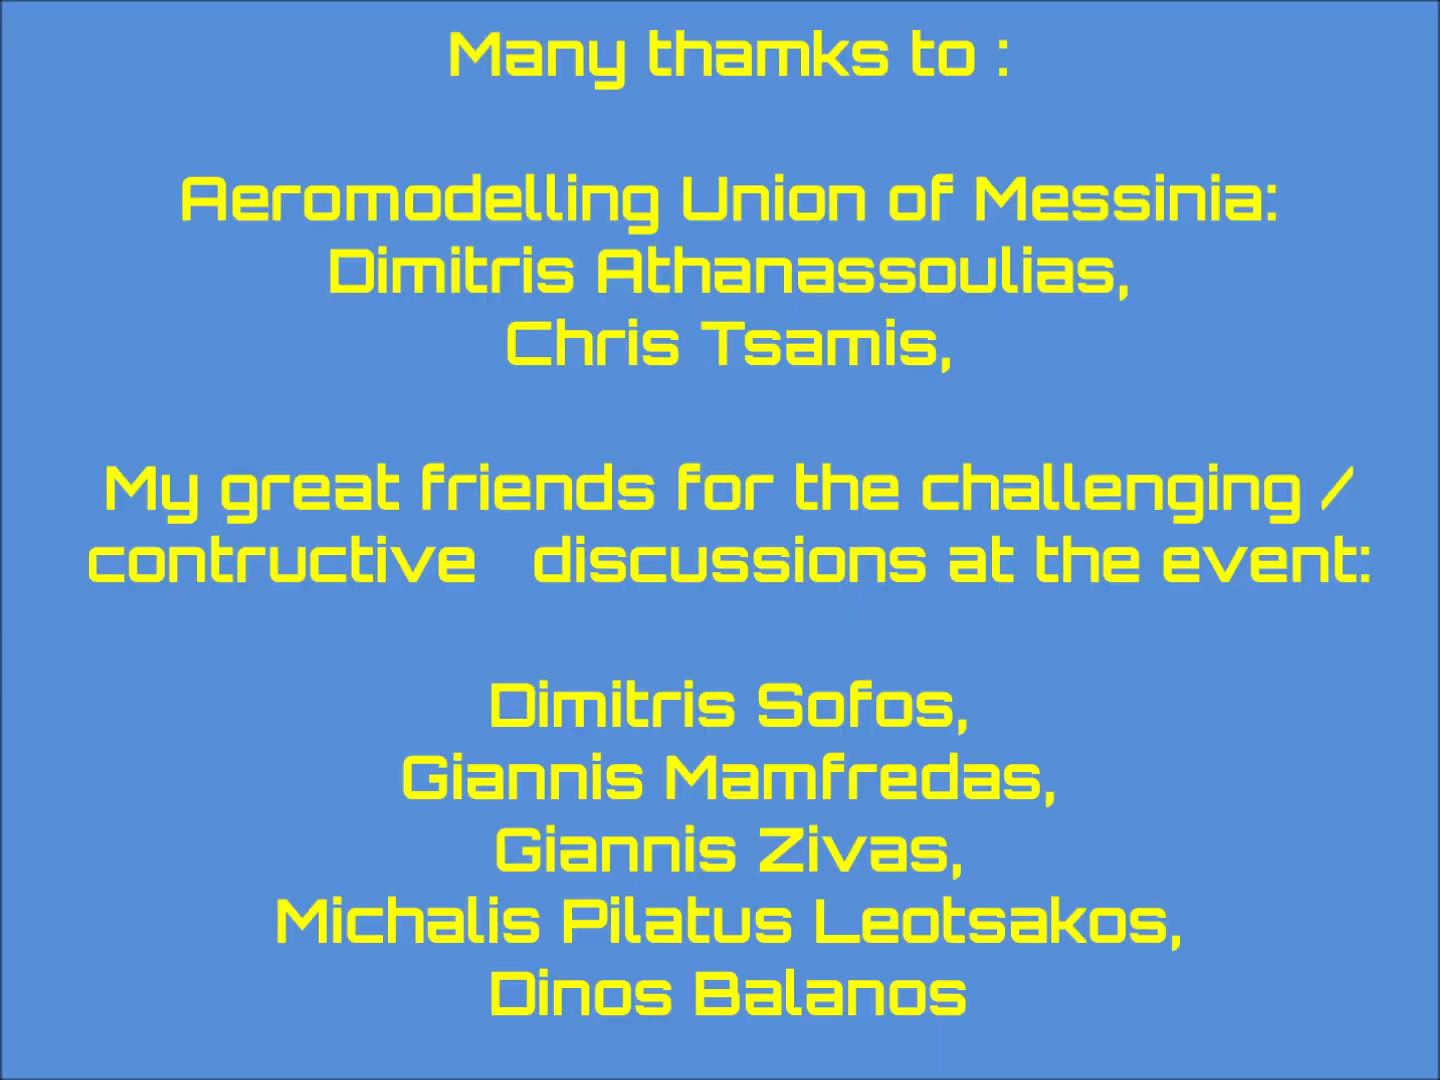 Many thamks to :
Aeromodelling Union of Messinia:
Dimitris Athanassoulias,
Chris Tsamis,
My great friends for the challenging /
contructive discussions at the event:
Dimitris Sofos,
Giannis Mamfredas,
Giannis Zivas,
Michalis Pilatus Leotsakos,
Dinos Balanos